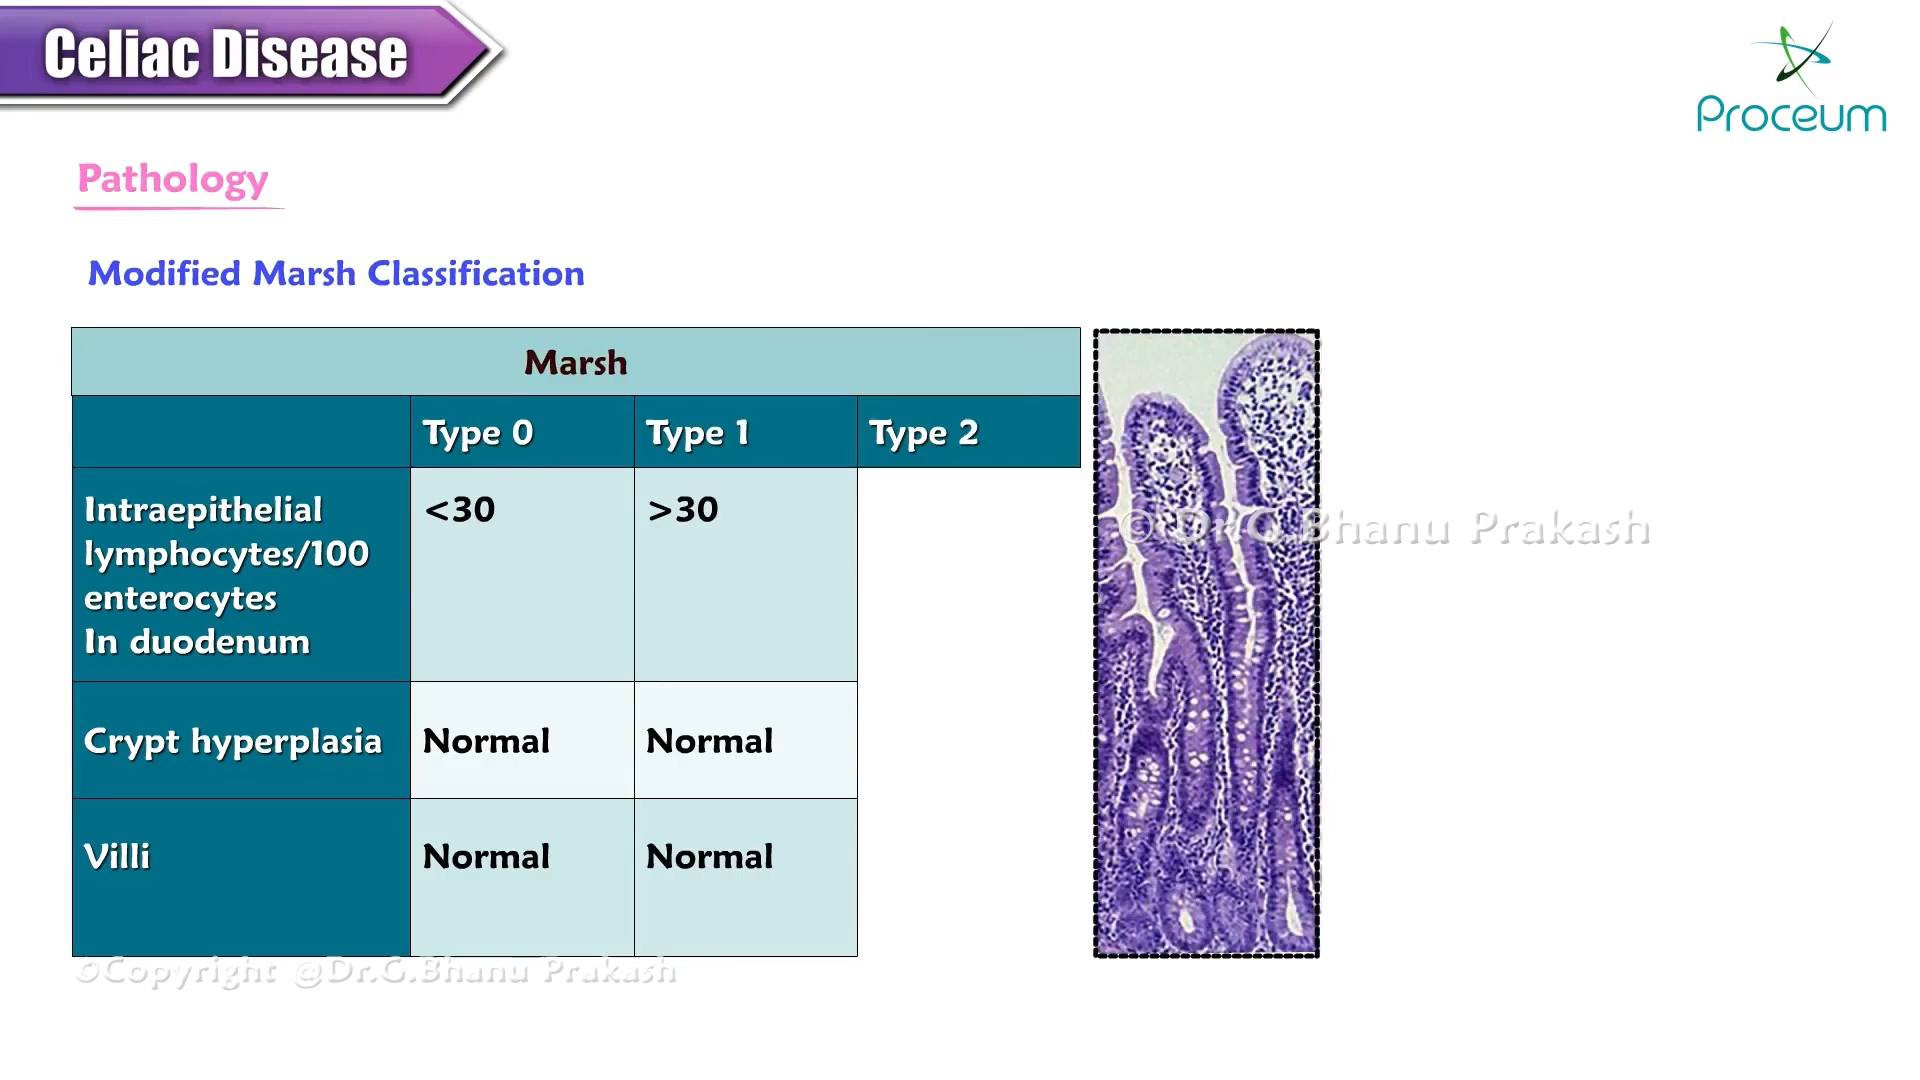 Celiac Disease
Proceum
Pathology
Modified Marsh Classification
Marsh
Type 0 Type 1 Type 2
Intraepithelial
lymphocytes/100
enterocytes
In duodenum
<30 >30
Crypt hyperplasia Normal Normal
Villi Normal Normal
© Dr.G.Bhanu Prakash
©Copyright @Dr.G.Bhanu Prakash